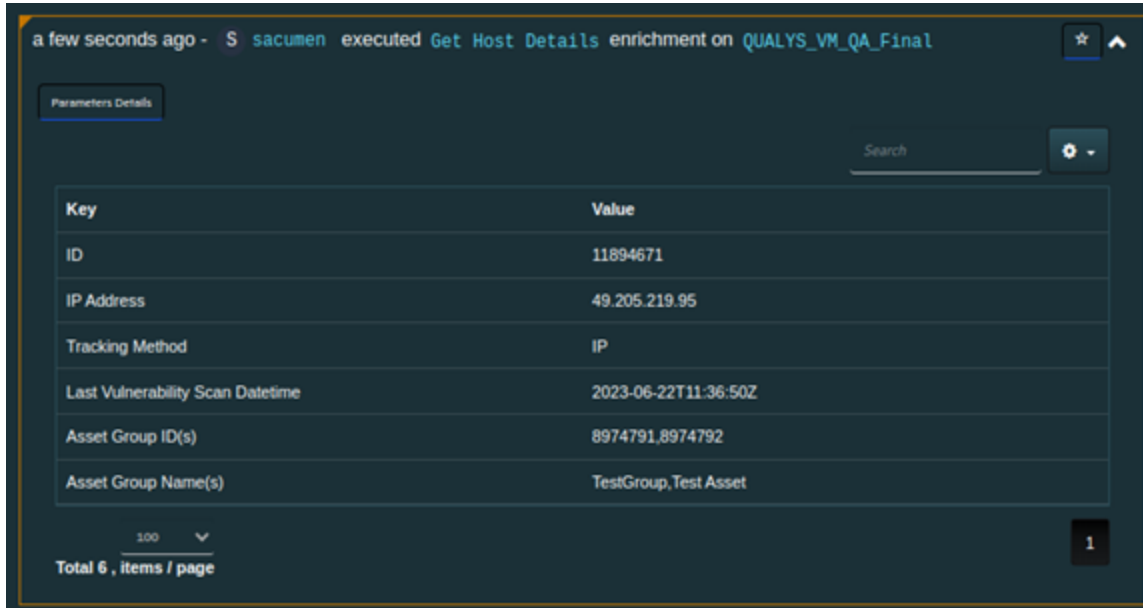 a few seconds ago - S sacumen executed Get Host Details enrichment on QUALYS_VM_QA_Final
Parameters Details
Search
Key Value
ID 11894671
IP Address 49.205.219.95
Tracking Method IP
Last Vulnerability Scan Datetime 2023-06-22T11:36:50Z
Asset Group ID(s) 8974791,8974792
Asset Group Name(s) TestGroup,Test Asset
100
1
Total 6 , items / page